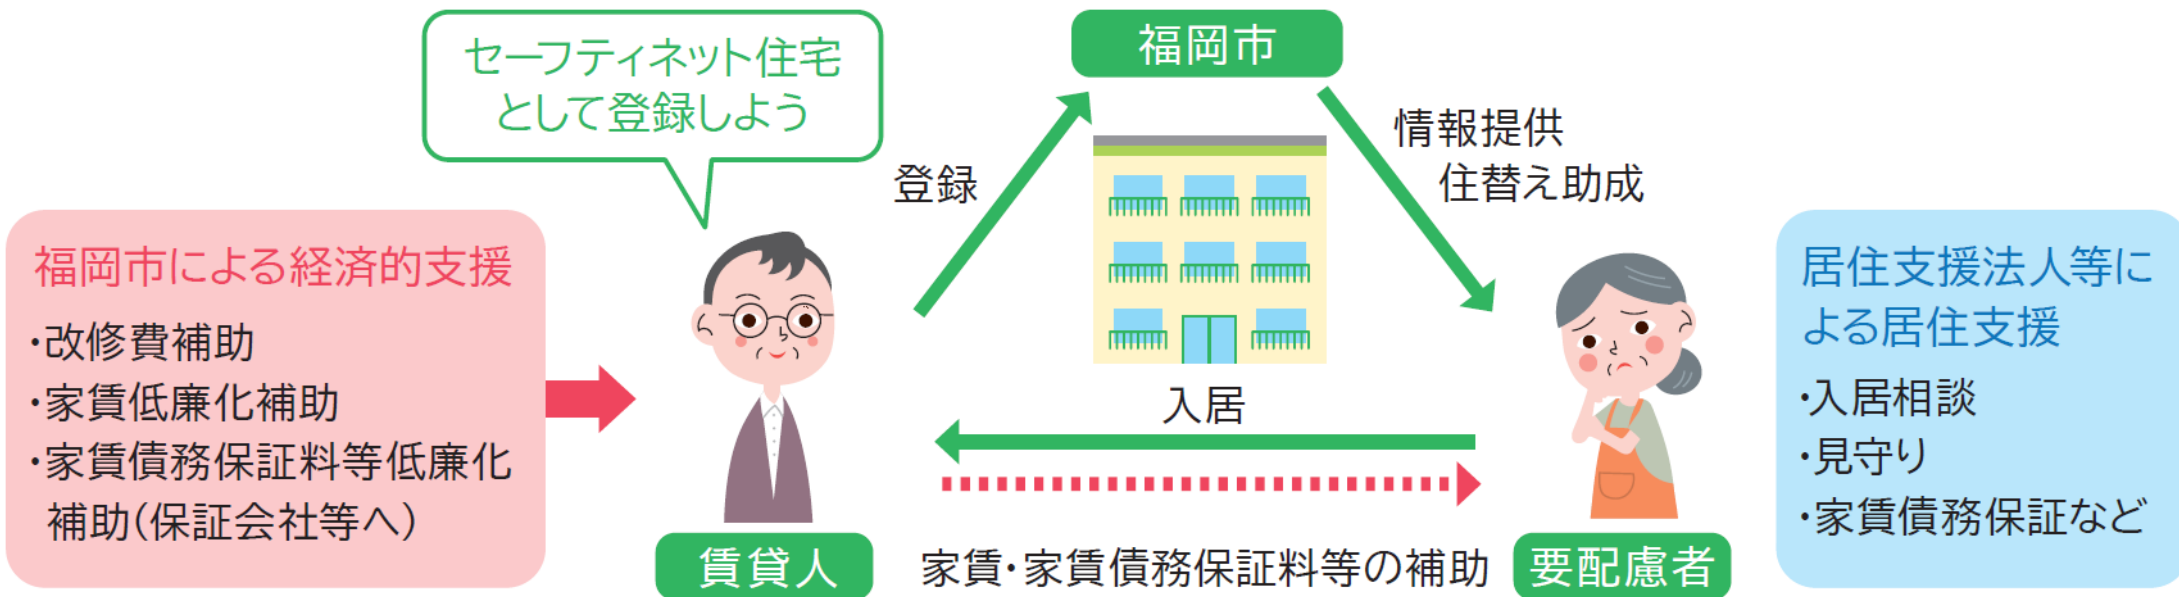 セーフティネット住宅
として登録しよう
福岡市
登録
情報提供
住替え助成
福岡市による経済的支援
・改修費補助
・家賃低廉化補助
・家賃債務保証料等低廉化
補助(保証会社等へ)
入居
家賃・家賃債務保証料等の補助
賃貸人
要配慮者
居住支援法人等に
よる居住支援
・入居相談
・見守り
・家賃債務保証など